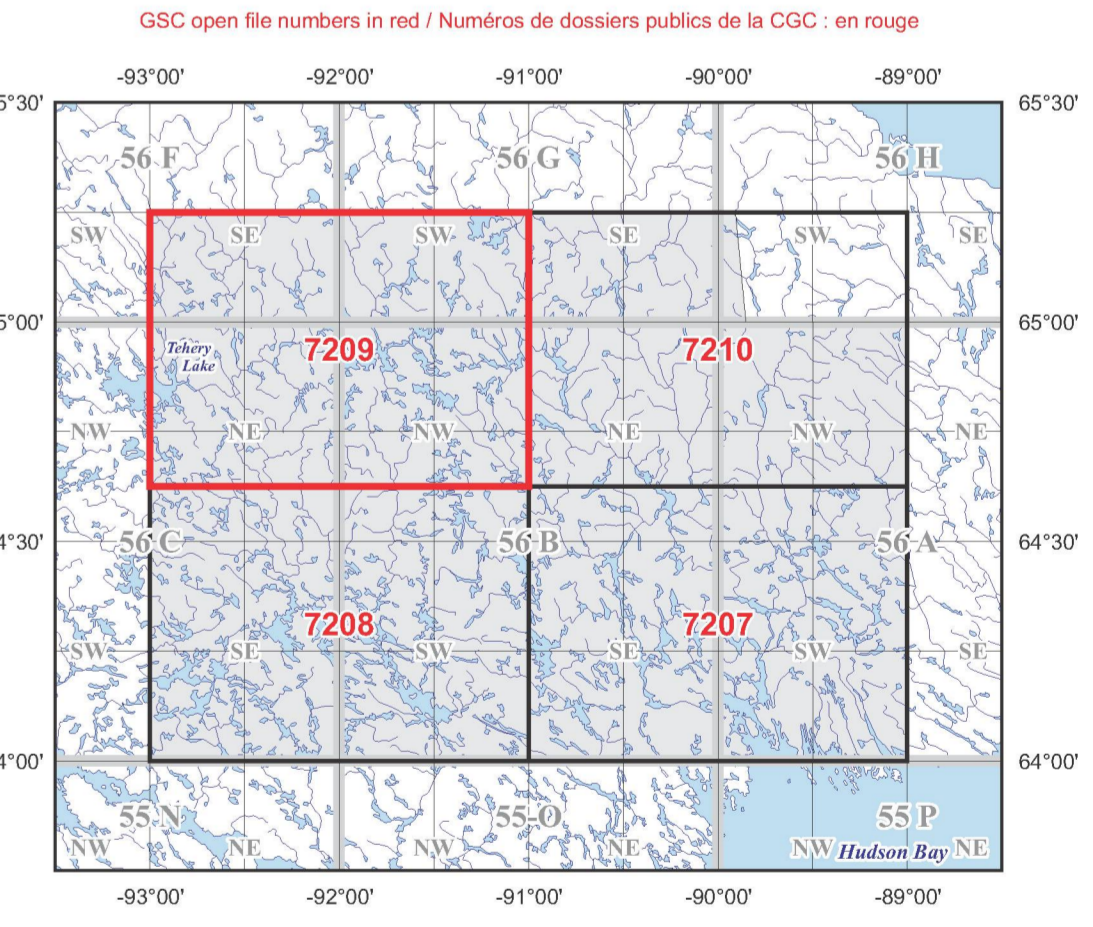 GSC open file numbers in red / Numéros de dossiers publics de la CGC : en rouge
-93°00' -92°00' -91°00' -90°00' -89°00'
5°30' 65°30'
56 F 56 G 56 H
SW SE SW SE SW SE
5°00' 65°00'
Tehery
Lake
7209 7210
NW NE NW NE NW NE
4°30' 56 C 56 B 56 A 64°30'
7208 7207
SW SE SW SE SW SE
4°00' 64°00'
55 N 55 O 55 P
NW NE NW NE NW Hudson Bay NE
-93°00' -92°00' -91°00' -90°00' -89°00'